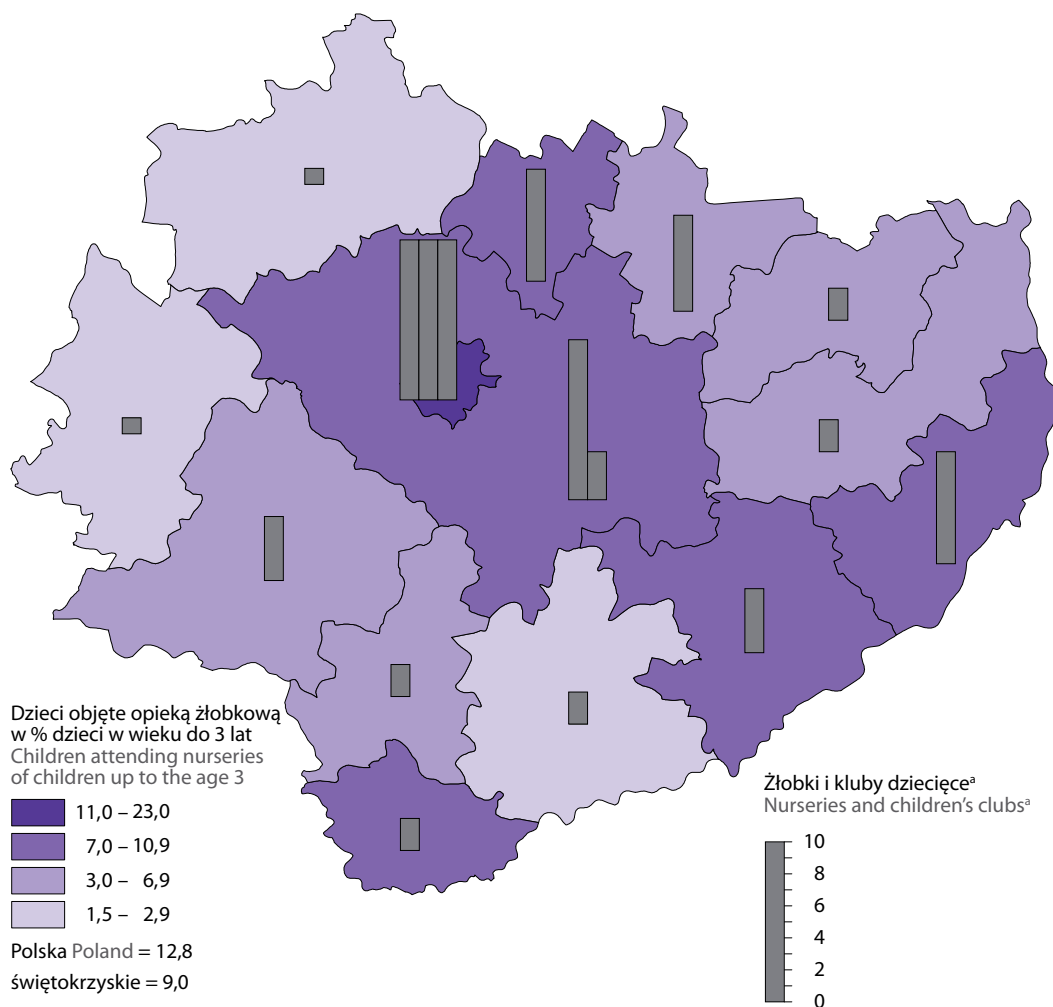 Dzieci objęte opieką żłobkową
w % dzieci w wieku do 3 lat
Children attending nurseries
of children up to the age 3
11,0 – 23,0
7,0 – 10,9
3,0 – 6,9
1,5 – 2,9
Polska Poland = 12,8
świętokrzyskie = 9,0
Żłobki i kluby dziecięceᵃ
Nurseries and children's clubsᵃ
10
8
6
4
2
0